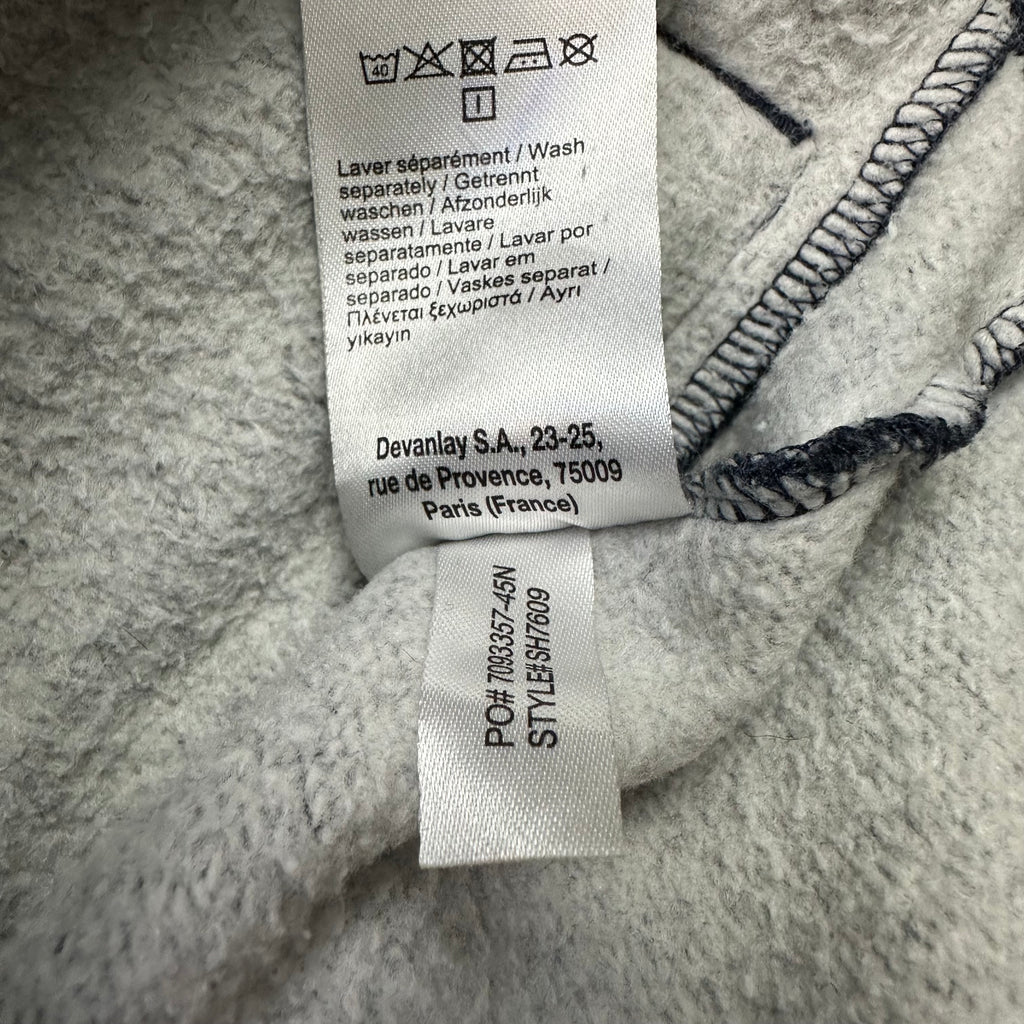 40
Laver séparément / Wash
separately / Getrennt
waschen / Afzonderlijk
wassen / Lavare
separatamente / Lavar por
separado / Lavar em
separado / Vaskes separat /
Πλένεται ξεχωριστά / Ayrı
yıkayın
Devanlay S.A., 23-25,
rue de Provence, 75009
Paris (France)
PO# 7093357-45N
STYLE#SH7609